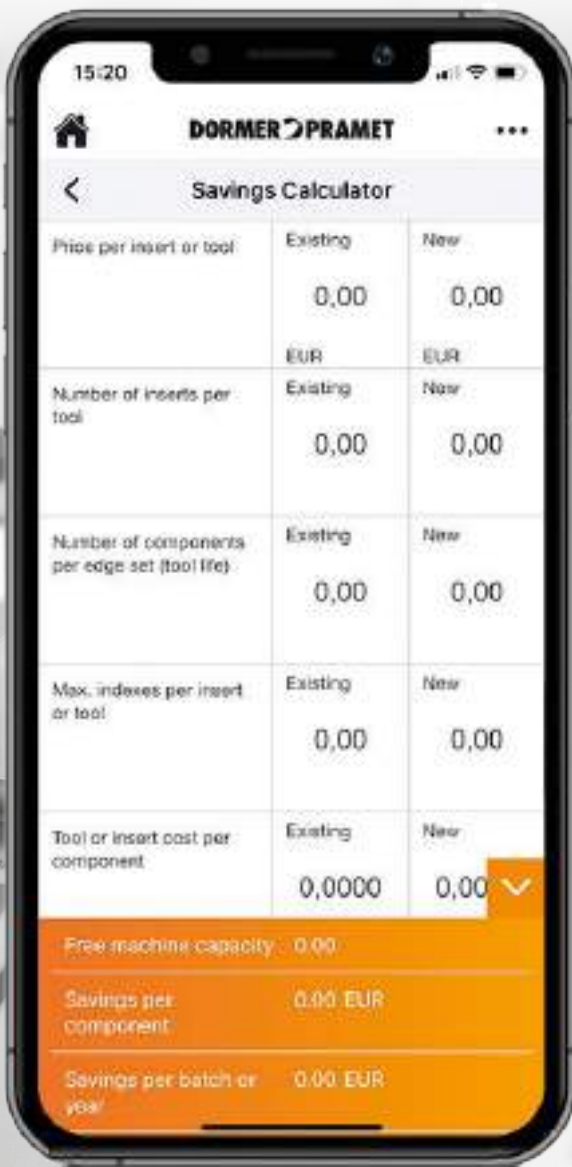 15:20
DORMER PRAMET
Savings Calculator
Price per insert or tool
Existing
New
0,00
0,00
EUR
EUR
Number of inserts per
tool
Existing
New
0,00
0,00
Number of components
per edge set (tool life)
Existing
New
0,00
0,00
Max. indexes per insert
or tool
Existing
New
0,00
0,00
Tool or insert cost per
component
Existing
New
0,0000
0,00
Free machine capacity
0.00
Savings per
component
0.00 EUR
Savings per batch or
year
0.00 EUR